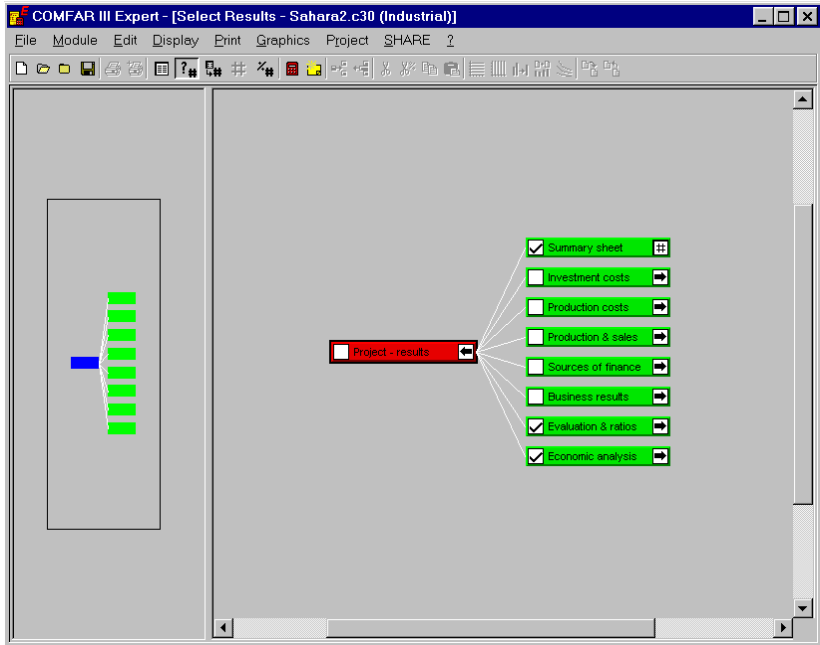 COMFAR III Expert - [Select Results - Sahara2.c30 (Industrial)]
File Module Edit Display Print Graphics Project SHARE ?
Summary sheet
Investment costs
Production costs
Production & sales
Project - results
Sources of finance
Business results
Evaluation & ratios
Economic analysis